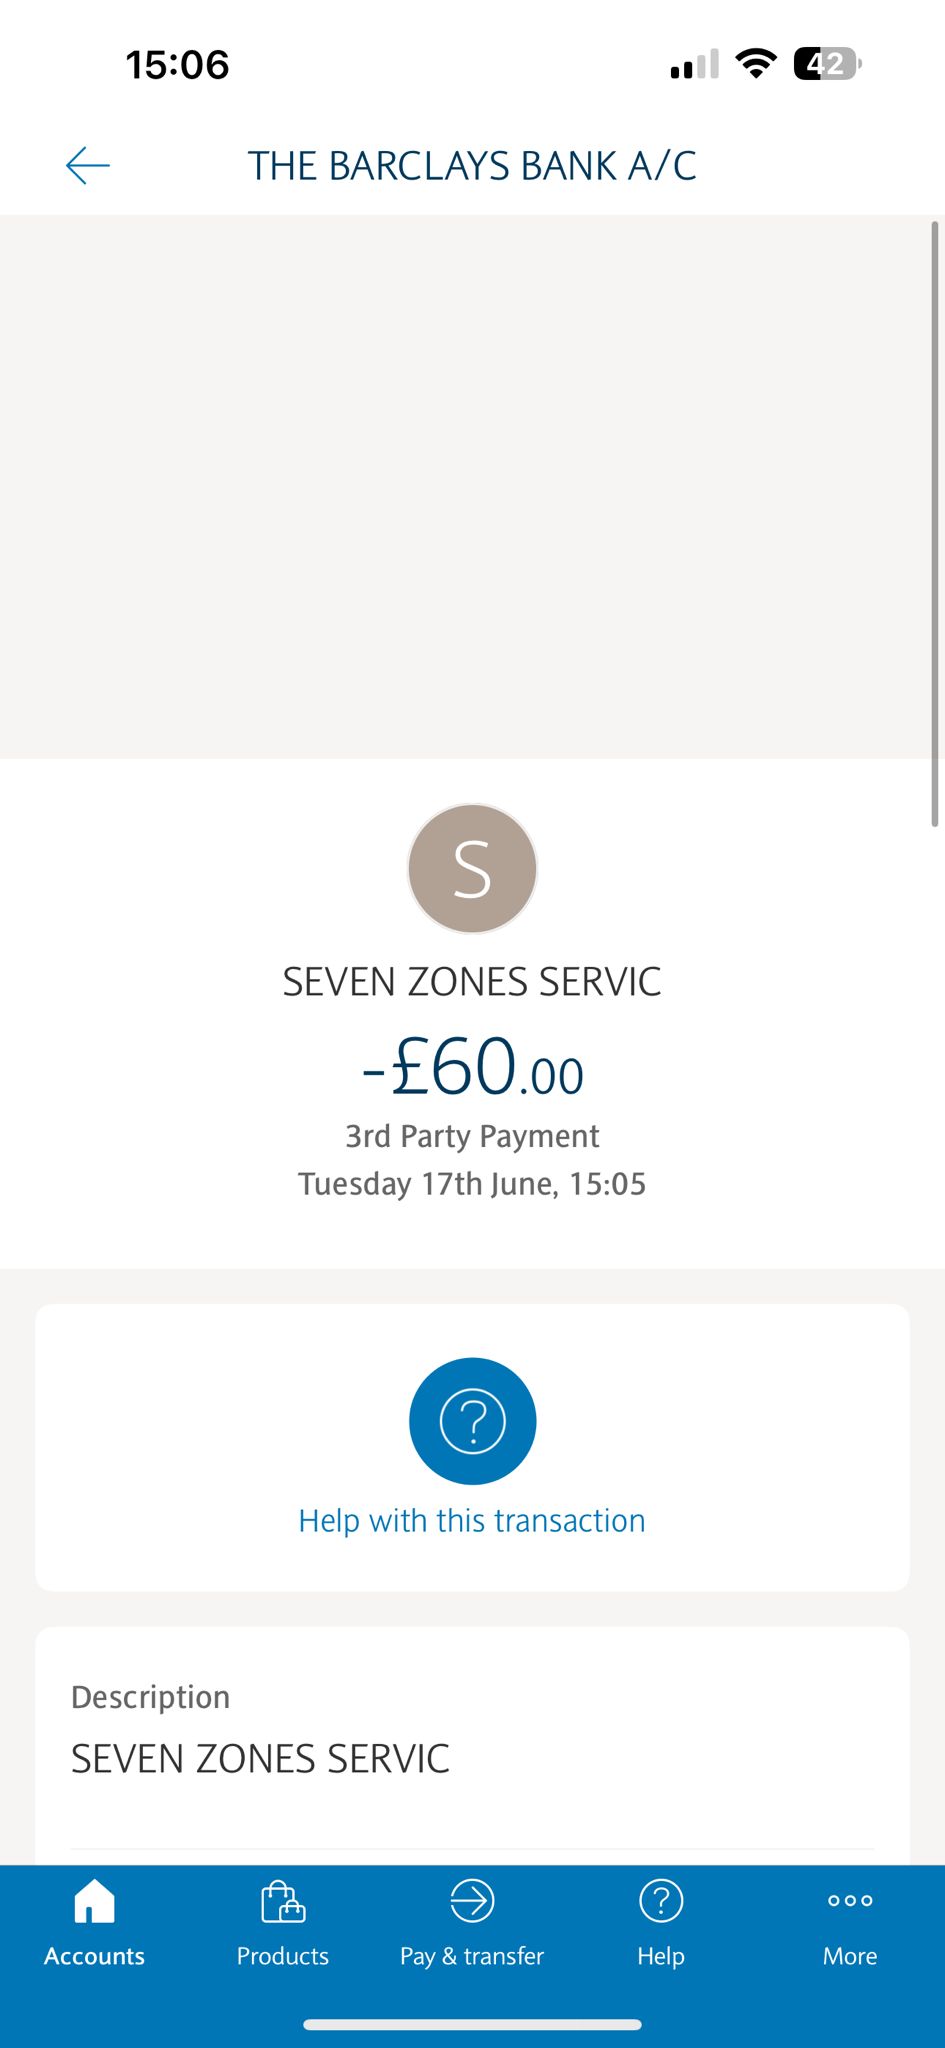 15:06
42
THE BARCLAYS BANK A/C
S
SEVEN ZONES SERVIC
-£60.00
3rd Party Payment
Tuesday 17th June, 15:05
?
Help with this transaction
Description
SEVEN ZONES SERVIC
Accounts Products Pay & transfer Help More